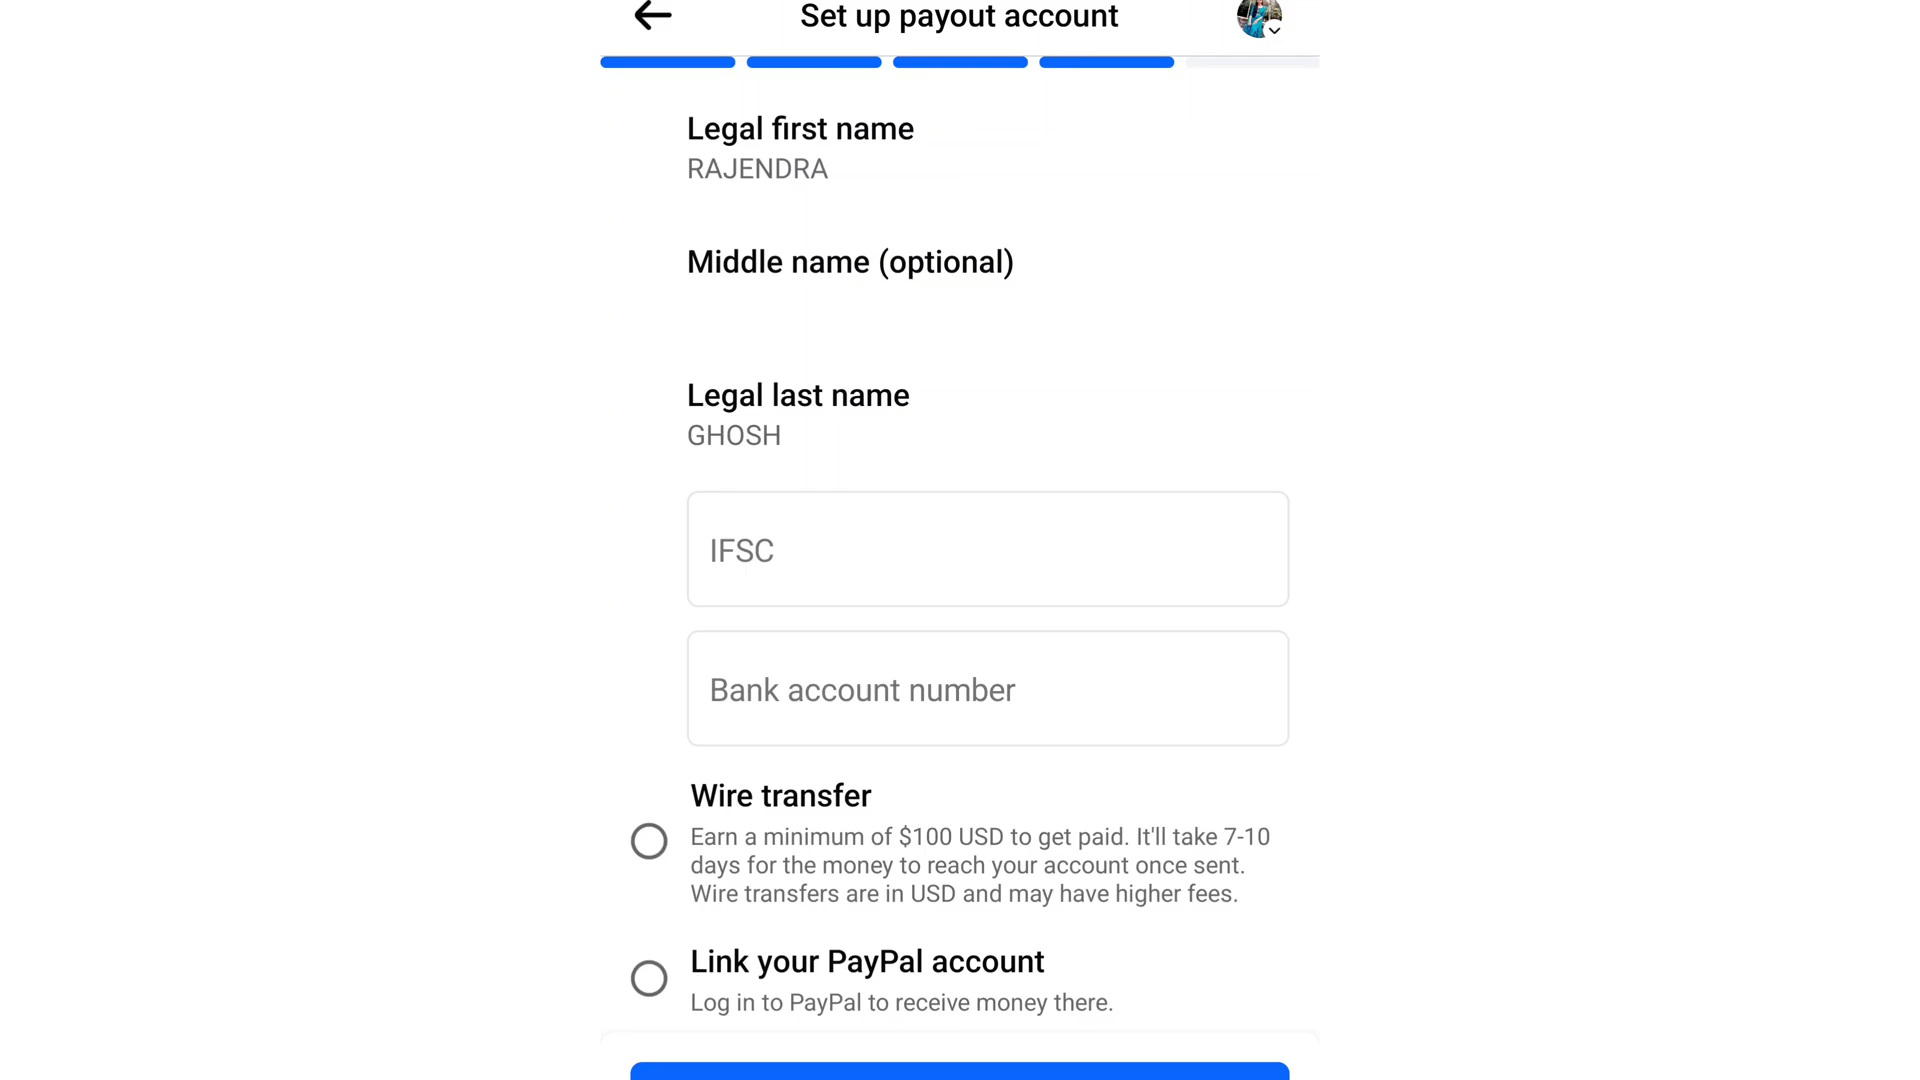 Set up payout account
Legal first name
RAJENDRA
Middle name (optional)
Legal last name
GHOSH
IFSC
Bank account number
Wire transfer
Earn a minimum of $100 USD to get paid. It'll take 7-10
days for the money to reach your account once sent.
Wire transfers are in USD and may have higher fees.
Link your PayPal account
Log in to PayPal to receive money there.